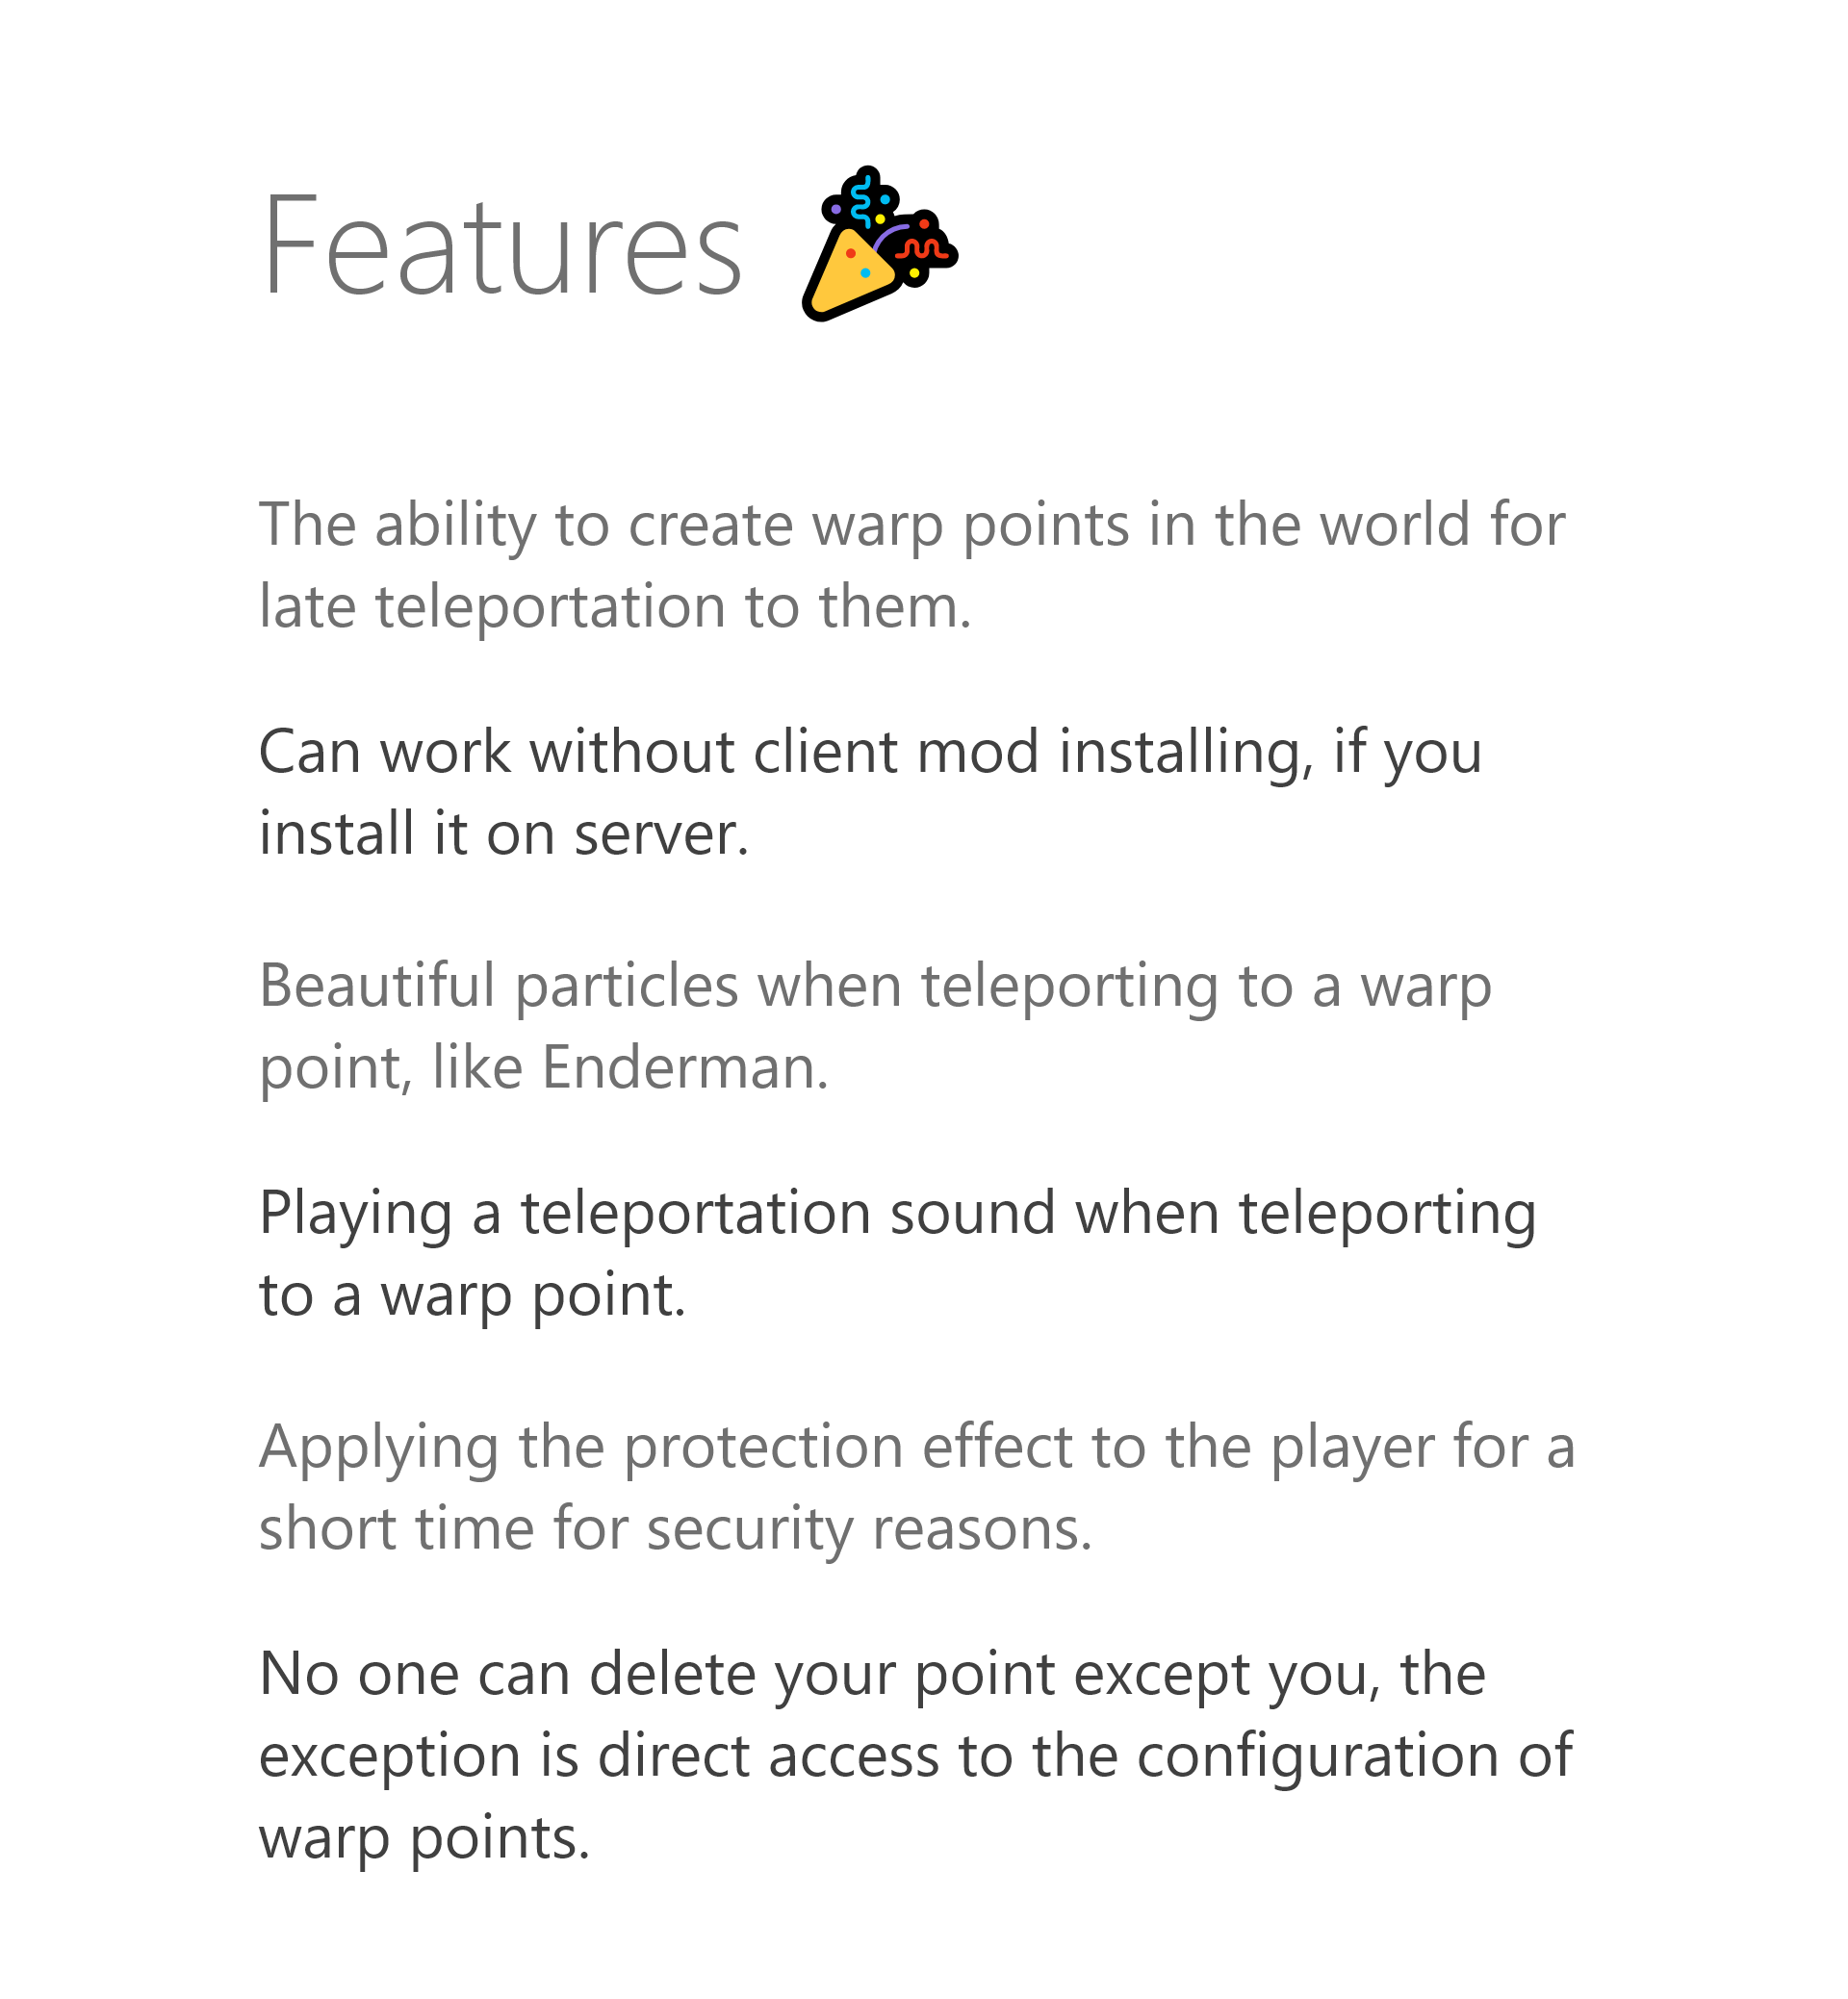 Features
The ability to create warp points in the world for
late teleportation to them.
Can work without client mod installing, if you
install it on server.
Beautiful particles when teleporting to a warp
point, like Enderman.
Playing a teleportation sound when teleporting
to a warp point.
Applying the protection effect to the player for a
short time for security reasons.
No one can delete your point except you, the
exception is direct access to the configuration of
warp points.